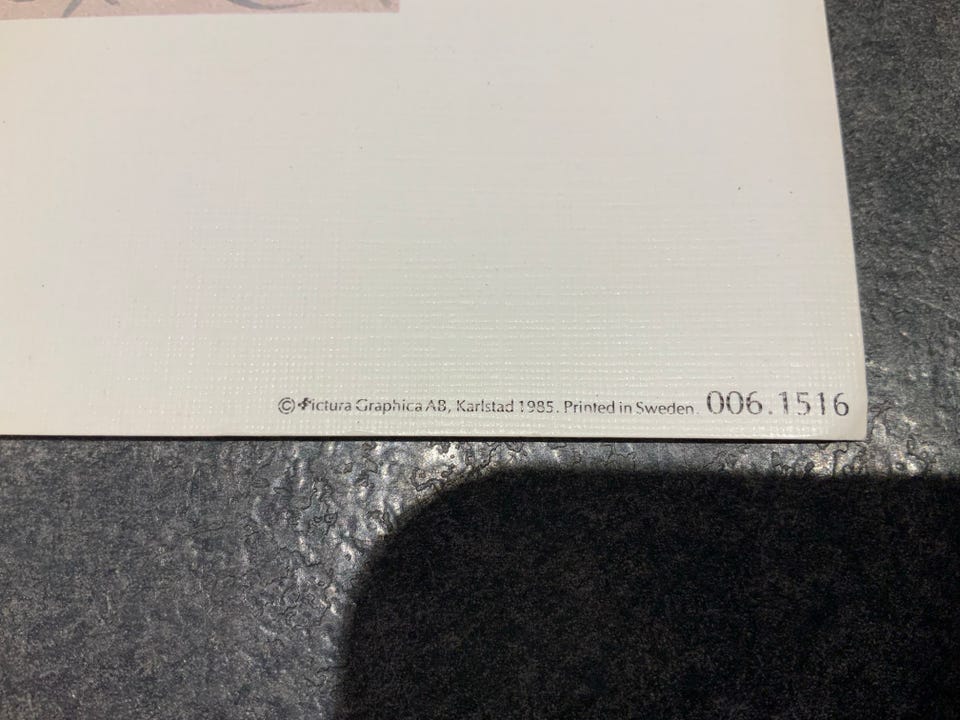 © Pictura Graphica AB, Karlstad 1985. Printed in Sweden. 006.1516